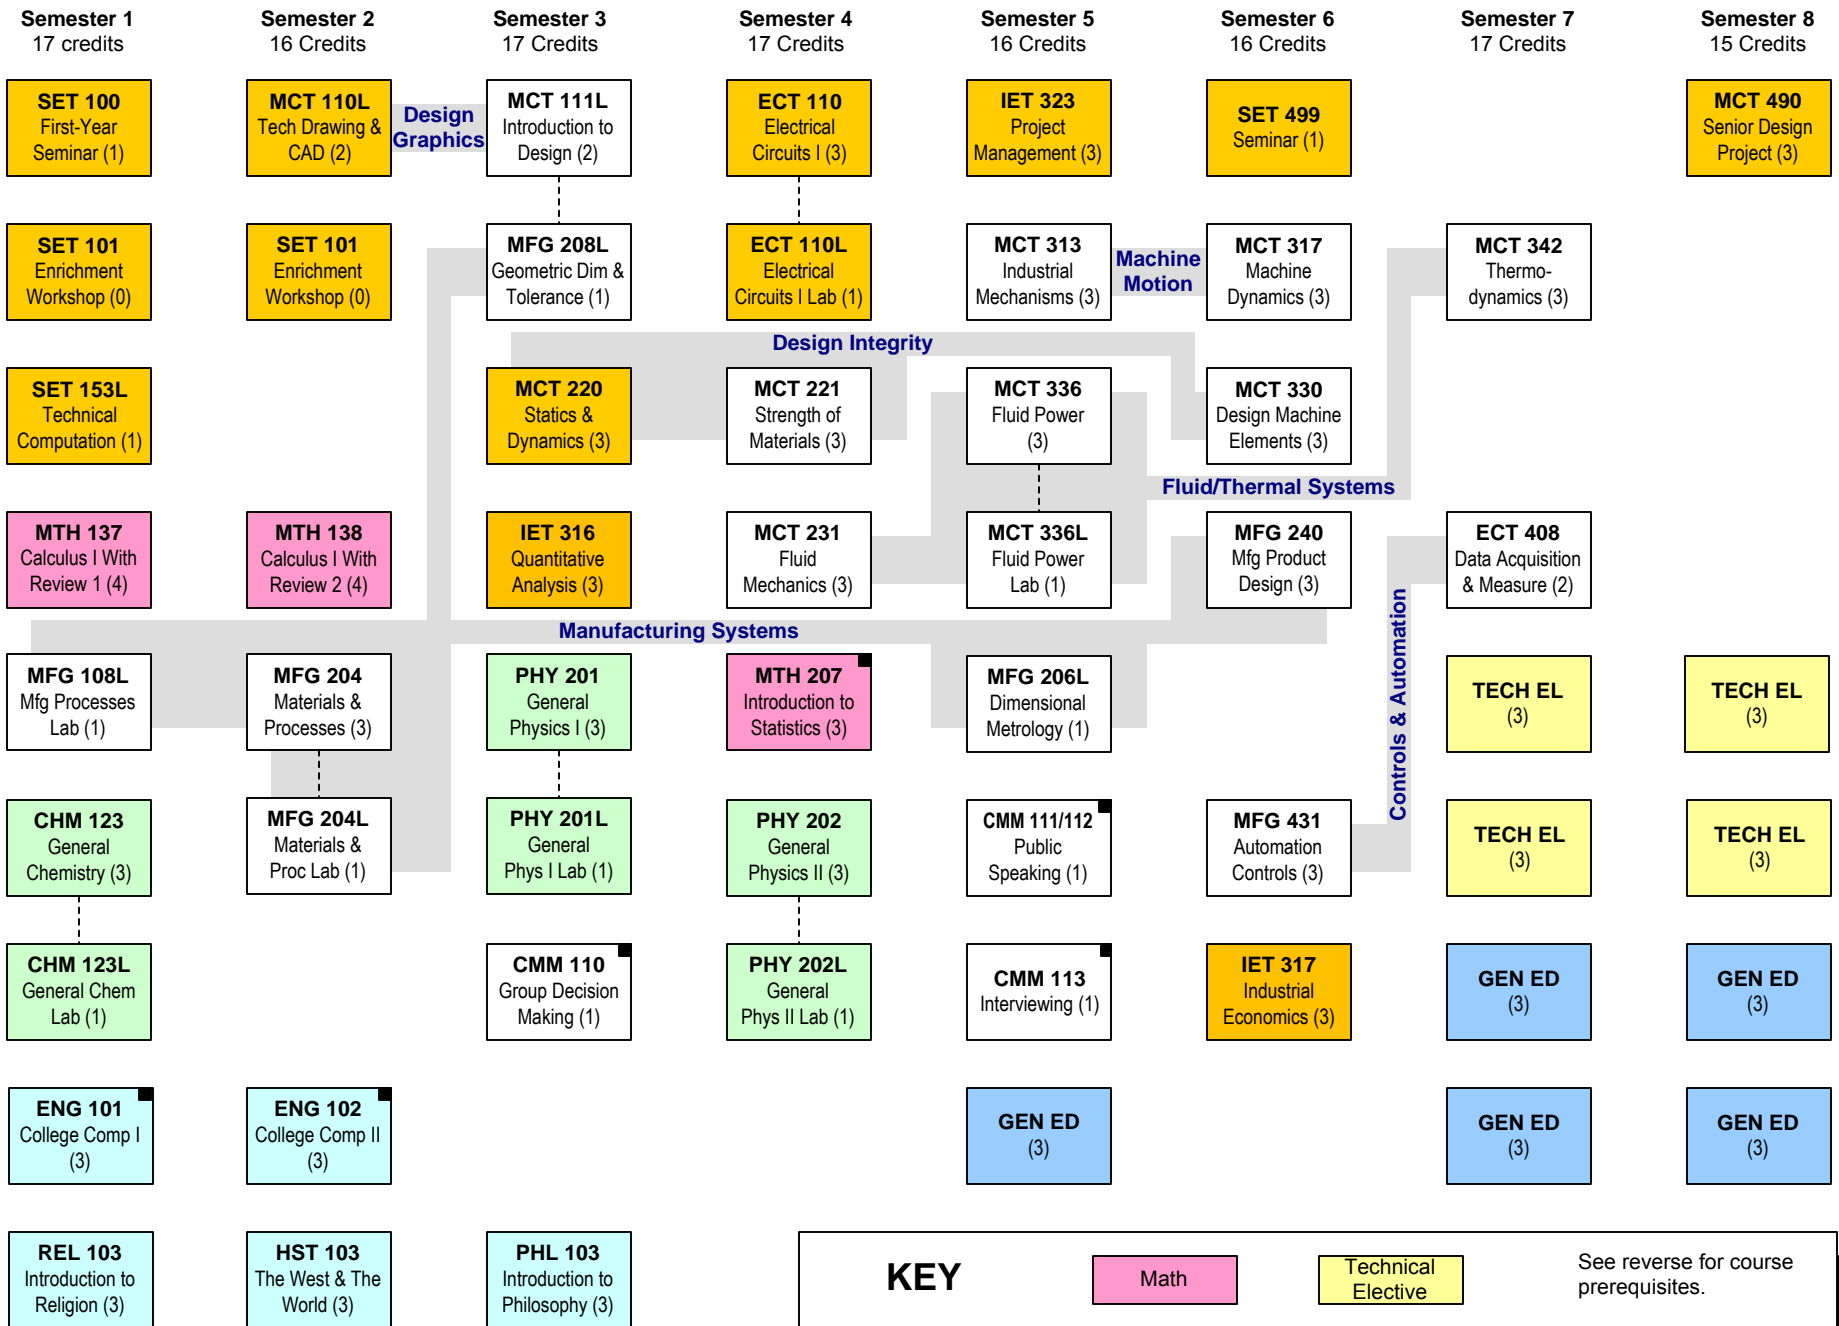 Semester 1
17 credits
Semester 2
16 Credits
Semester 3
17 Credits
Semester 4
17 Credits
Semester 5
16 Credits
Semester 6
16 Credits
Semester 7
17 Credits
Semester 8
15 Credits
SET 100
First-Year
Seminar (1)
MCT 110L
Tech Drawing &
CAD (2)
Design
Graphics
MCT 111L
Introduction to
Design (2)
ECT 110
Electrical
Circuits I (3)
IET 323
Project
Management (3)
SET 499
Seminar (1)
MCT 490
Senior Design
Project (3)
SET 101
Enrichment
Workshop (0)
SET 101
Enrichment
Workshop (0)
MFG 208L
Geometric Dim &
Tolerance (1)
ECT 110L
Electrical
Circuits I Lab (1)
MCT 313
Industrial
Mechanisms (3)
Machine
Motion
MCT 317
Machine
Dynamics (3)
MCT 342
Thermo-
dynamics (3)
Design Integrity
SET 153L
Technical
Computation (1)
MCT 220
Statics &
Dynamics (3)
MCT 221
Strength of
Materials (3)
MCT 336
Fluid Power
(3)
MCT 330
Design Machine
Elements (3)
Fluid/Thermal Systems
MTH 137
Calculus I With
Review 1 (4)
MTH 138
Calculus I With
Review 2 (4)
IET 316
Quantitative
Analysis (3)
MCT 231
Fluid
Mechanics (3)
MCT 336L
Fluid Power
Lab (1)
MFG 240
Mfg Product
Design (3)
ECT 408
Data Acquisition
& Measure (2)
Manufacturing Systems
Controls & Automation
MFG 108L
Mfg Processes
Lab (1)
MFG 204
Materials &
Processes (3)
PHY 201
General
Physics I (3)
MTH 207
Introduction to
Statistics (3)
MFG 206L
Dimensional
Metrology (1)
TECH EL
(3)
TECH EL
(3)
CHM 123
General
Chemistry (3)
MFG 204L
Materials &
Proc Lab (1)
PHY 201L
General
Phys I Lab (1)
PHY 202
General
Physics II (3)
CMM 111/112
Public
Speaking (1)
MFG 431
Automation
Controls (3)
TECH EL
(3)
TECH EL
(3)
CHM 123L
General Chem
Lab (1)
CMM 110
Group Decision
Making (1)
PHY 202L
General
Phys II Lab (1)
CMM 113
Interviewing (1)
IET 317
Industrial
Economics (3)
GEN ED
(3)
GEN ED
(3)
ENG 101
College Comp I
(3)
ENG 102
College Comp II
(3)
GEN ED
(3)
GEN ED
(3)
GEN ED
(3)
REL 103
Introduction to
Religion (3)
HST 103
The West & The
World (3)
PHL 103
Introduction to
Philosophy (3)
KEY
Math
Technical
Elective
See reverse for course
prerequisites.